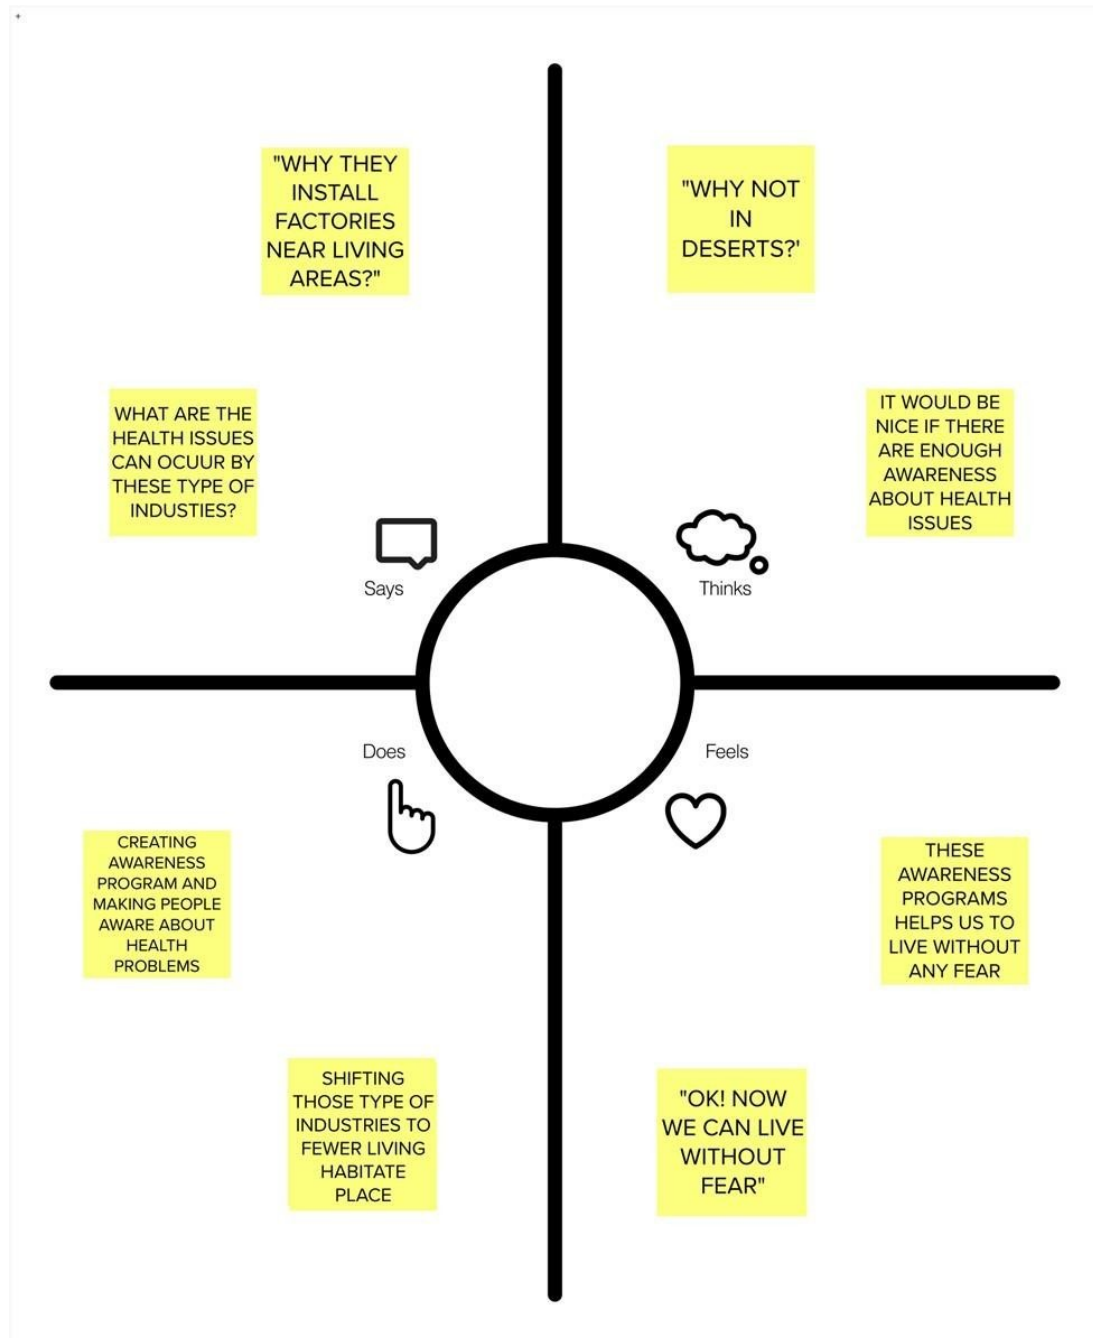 "WHY THEY
INSTALL
FACTORIES
NEAR LIVING
AREAS?"
"WHY NOT
IN
DESERTS?'
WHAT ARE THE
HEALTH ISSUES
CAN OCUUR BY
THESE TYPE OF
INDUSTIES?
IT WOULD BE
NICE IF THERE
ARE ENOUGH
AWARENESS
ABOUT HEALTH
ISSUES
Says
Thinks
Does
Feels
CREATING
AWARENESS
PROGRAM AND
MAKING PEOPLE
AWARE ABOUT
HEALTH
PROBLEMS
THESE
AWARENESS
PROGRAMS
HELPS US TO
LIVE WITHOUT
ANY FEAR
SHIFTING
THOSE TYPE OF
INDUSTRIES TO
FEWER LIVING
HABITATE
PLACE
"OK! NOW
WE CAN LIVE
WITHOUT
FEAR"